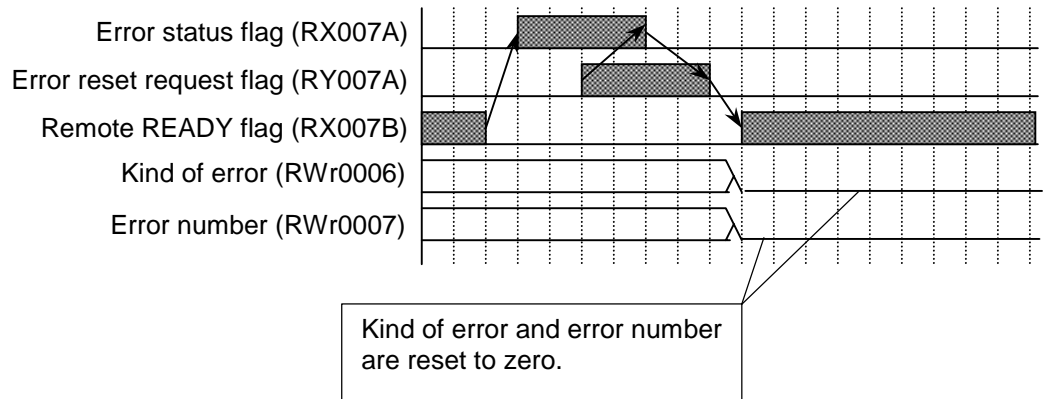 Error status flag (RX007A)
Error reset request flag (RY007A)
Remote READY flag (RX007B)
Kind of error (RWr0006)
Error number (RWr0007)
Kind of error and error number
are reset to zero.